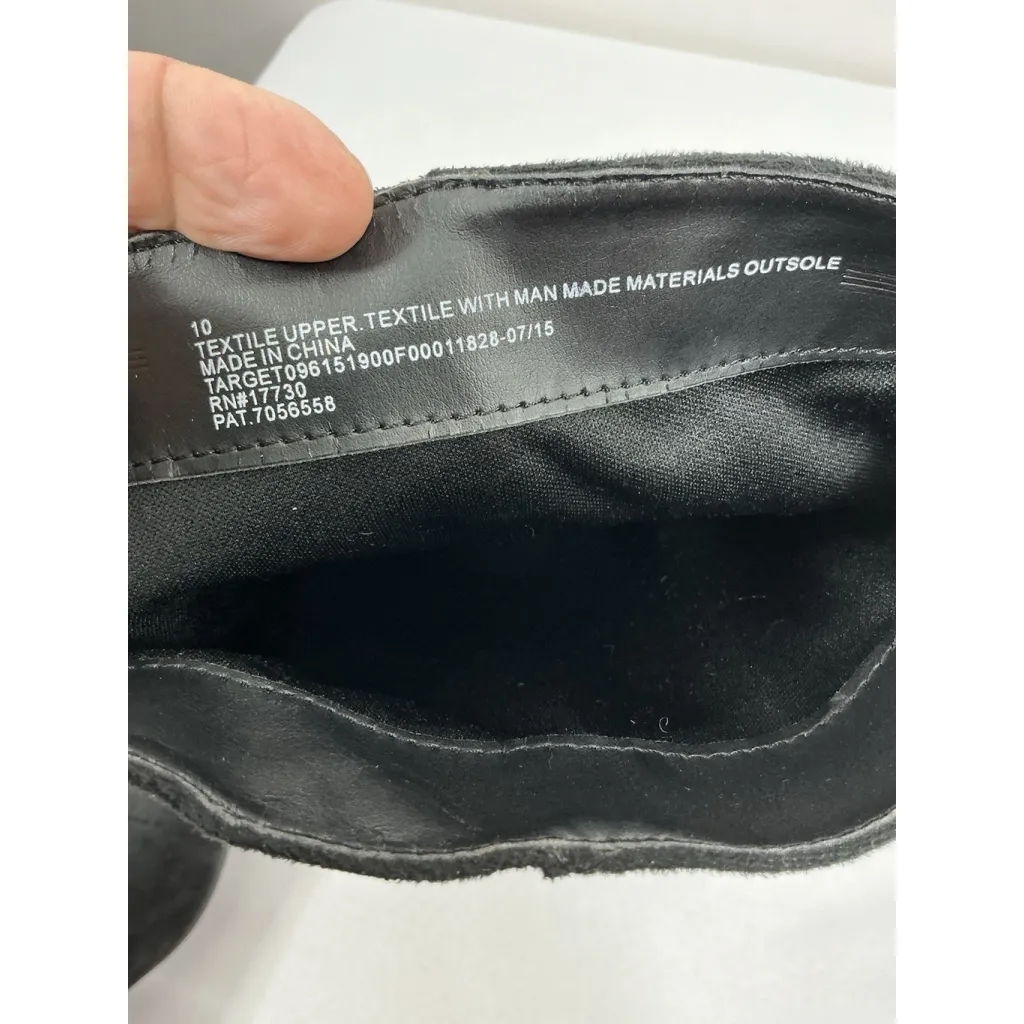 10
TEXTILE UPPER.TEXTILE WITH MAN MADE MATERIALS OUTSOLE
MADE IN CHINA
TARGET096151900F00011828-07/15
RN#17730
PAT.7056558